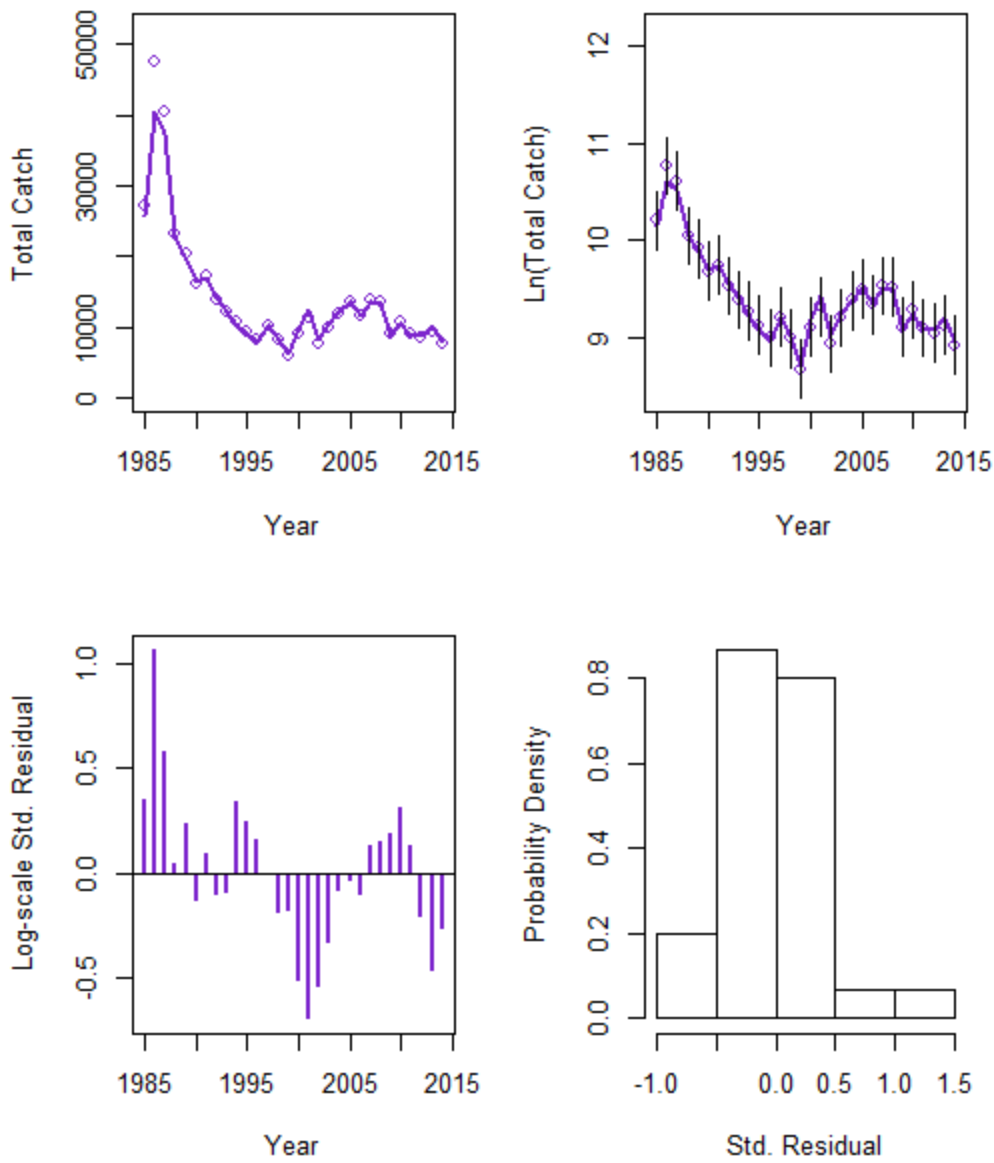 Total Catch
50000
30000
10000
0
1985 1995 2005 2015
Year
Ln(Total Catch)
12
11
10
9
1985 1995 2005 2015
Year
Log-scale Std. Residual
1.0
0.5
0.0
-0.5
1985 1995 2005 2015
Year
Probability Density
0.8
0.6
0.4
0.2
0.0
-1.0 0.0 0.5 1.0 1.5
Std. Residual